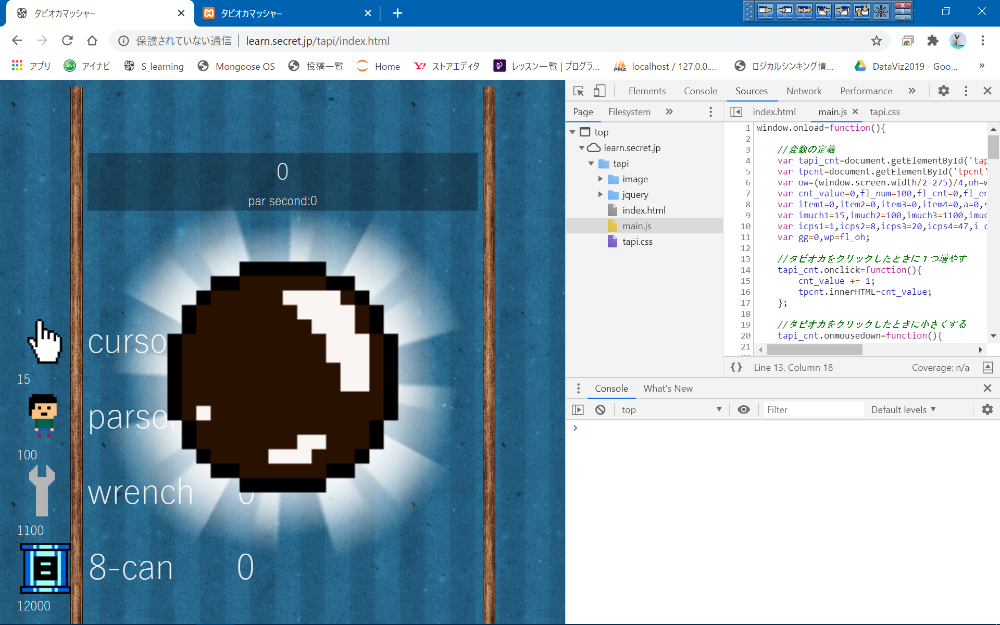 タピオカマッシャー
タピオカマッシャー
保護されていない通信 | learn.secret.jp/tapi/index.html
アプリ アイナビ S_learning Mongoose OS 投稿一覧 Home ストアエディタ レッスン一覧 | プログラ... localhost / 127.0.0.... ロジカルシンキング情... DataViz2019 - Goo... »
0
par second:0
curso
15
parso
100
wrench 0
1100
8-can 0
12000
Elements Console Sources Network Performance »
Page Filesystem »
top
learn.secret.jp
tapi
image
jquery
index.html
main.js
tapi.css
index.html main.js tapi.css
1 window.onload=function(){
2
3 //変数の定義
4 var tapi_cnt=document.getElementById('tap
5 var tpcnt=document.getElementById('tpcnt'
6 var ow=(window.screen.width/2-275)/4,oh=w
7 var cnt_value=0,fl_num=100,fl_cnt=0,fl_er
8 var item1=0,item2=0,item3=0,item4=0,a=0,s
9 var imuch1=15,imuch2=100,imuch3=1100,imuc
10 var icps1=1,icps2=8,icps3=20,icps4=47,i_c
11 var gg=0,wp=fl_oh;
12
13 //タピオカをクリックしたときに１つ増やす
14 tapi_cnt.onclick=function(){
15 cnt_value += 1;
16 tpcnt.innerHTML=cnt_value;
17 };
18
19 //タピオカをクリックしたときに小さくする
20 tapi_cnt.onmousedown=function(){
21
{} Line 13, Column 18 Coverage: n/a
Console What's New
top Filter Default levels